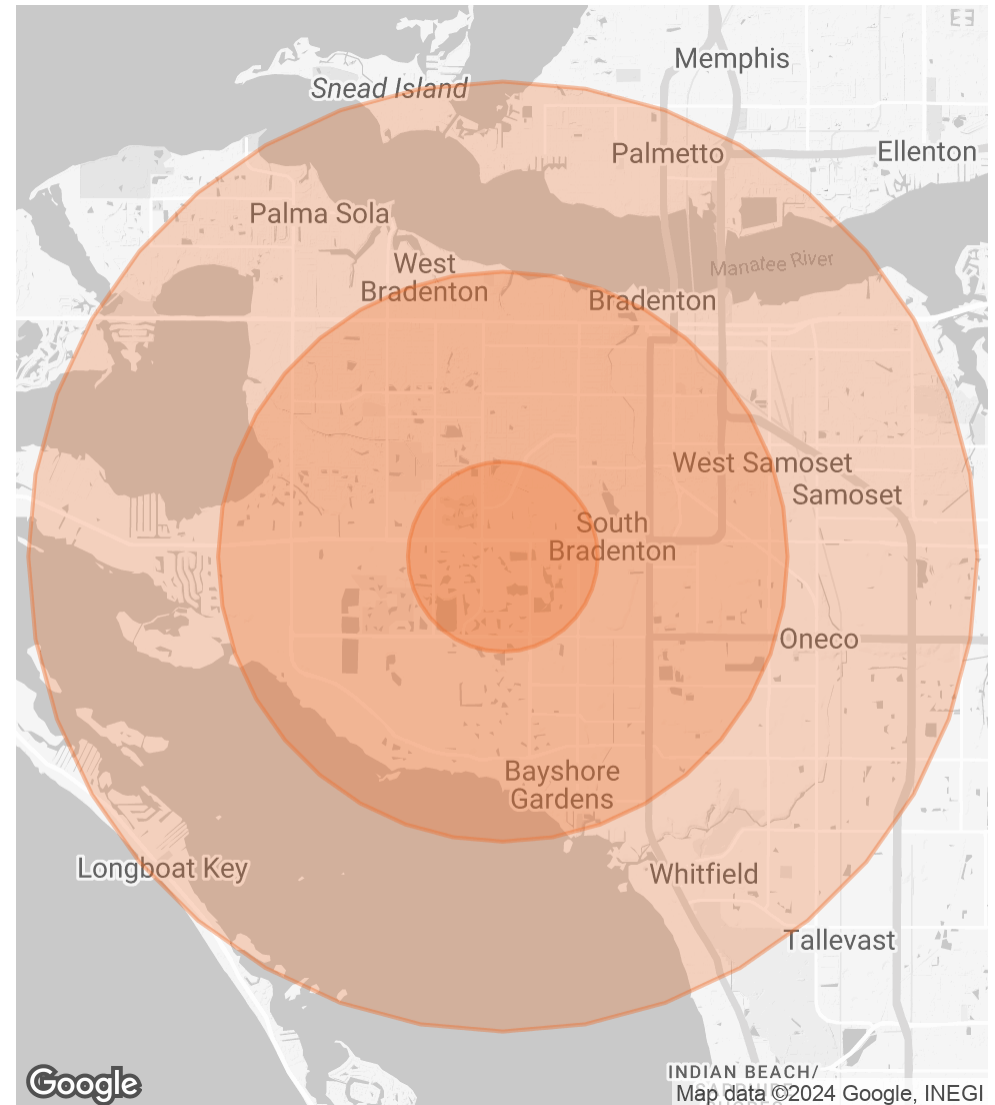 Memphis
Snead Island
Palmetto
Ellenton
Palma Sola
West
Bradenton
Manatee River
Bradenton
West Samoset
Samoset
South
Bradenton
Oneco
Bayshore
Gardens
Longboat Key
Whitfield
Tallevast
INDIAN BEACH/
Google
Map data ©2024 Google, INEGI